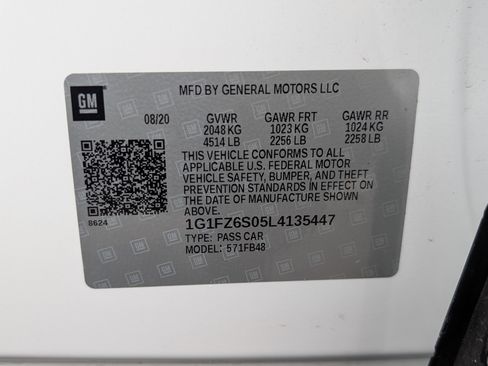 GM
MFD BY GENERAL MOTORS LLC
08/20 GVWR GAWR FRT GAWR RR
2048 KG 1023 KG 1024 KG
4514 LB 2256 LB 2258 LB
THIS VEHICLE CONFORMS TO ALL
APPLICABLE U.S. FEDERAL MOTOR
VEHICLE SAFETY, BUMPER, AND THEFT
PREVENTION STANDARDS IN EFFECT ON
THE DATE OF MANUFACTURE SHOWN
ABOVE.
8624
1G1FZ6S05L4135447
TYPE: PASS CAR
MODEL: 571FB48